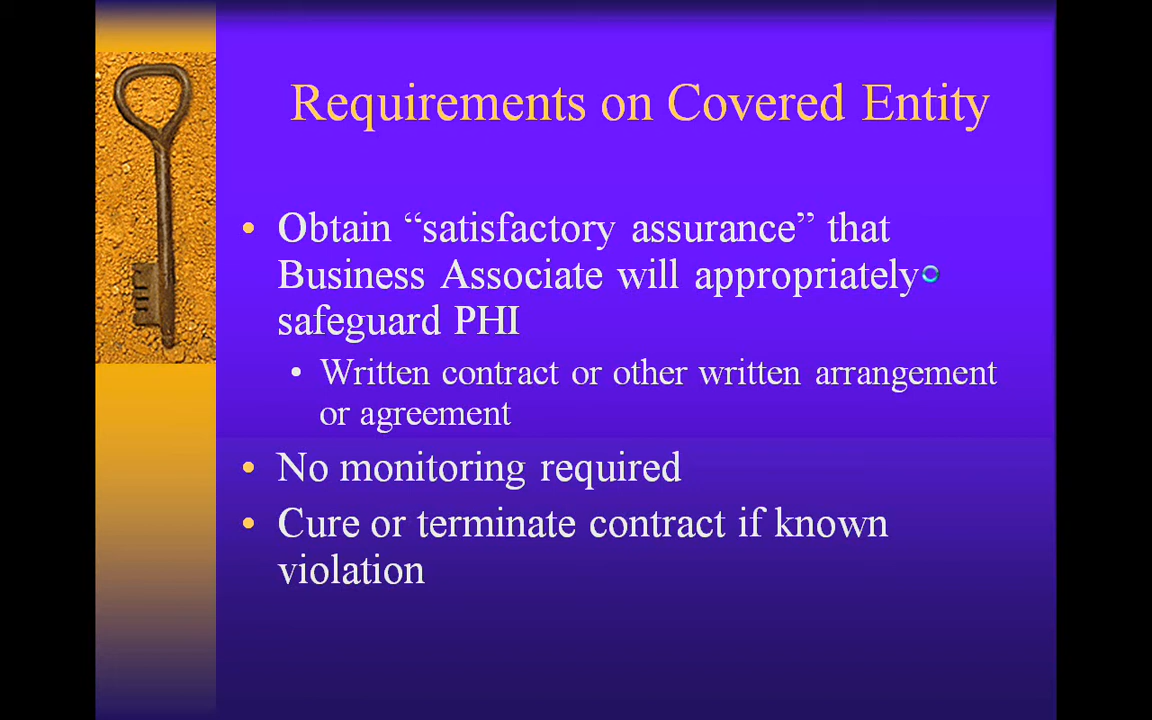 Requirements on Covered Entity
• Obtain “satisfactory assurance” that
Business Associate will appropriately
safeguard PHI
• Written contract or other written arrangement
or agreement
• No monitoring required
• Cure or terminate contract if known
violation